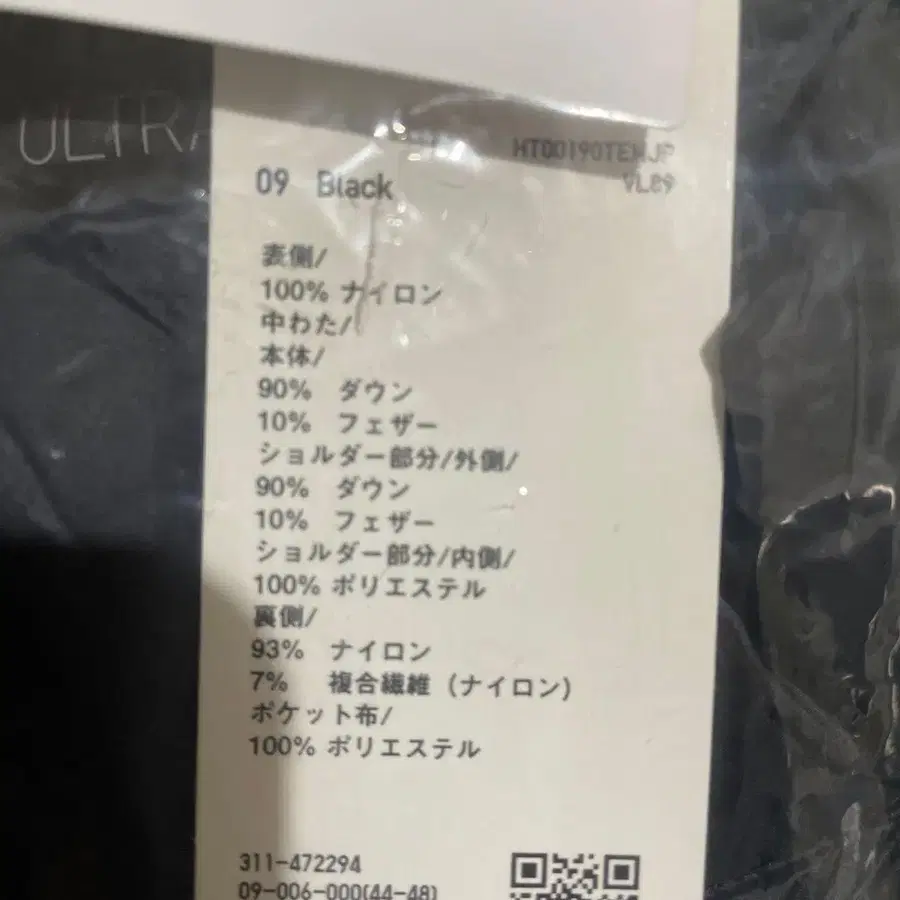 ULTRA
HT00190TEMJP
09 Black
VL89
表側/
100% ナイロン
中わた/
本体/
90% ダウン
10% フェザー
ショルダー部分/外側/
90% ダウン
10% フェザー
ショルダー部分/内側/
100% ポリエステル
裏側/
93% ナイロン
7% 複合繊維 (ナイロン)
ポケット布/
100% ポリエステル
311-472294
09-006-000(44-48)